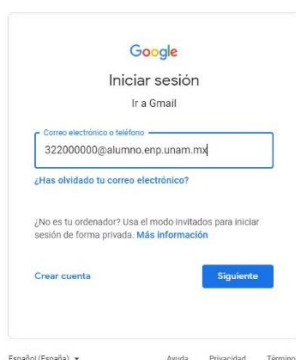 Google
Iniciar sesión
Ir a Gmail
Correo electrónico o teléfono
322000000@alumno.enp.unam.mx
¿Has olvidado tu correo electrónico?
¿No es tu ordenador? Usa el modo invitados para iniciar
sesión de forma privada. Más información
Crear cuenta Siguiente
Español (España) Ayuda Privacidad Término